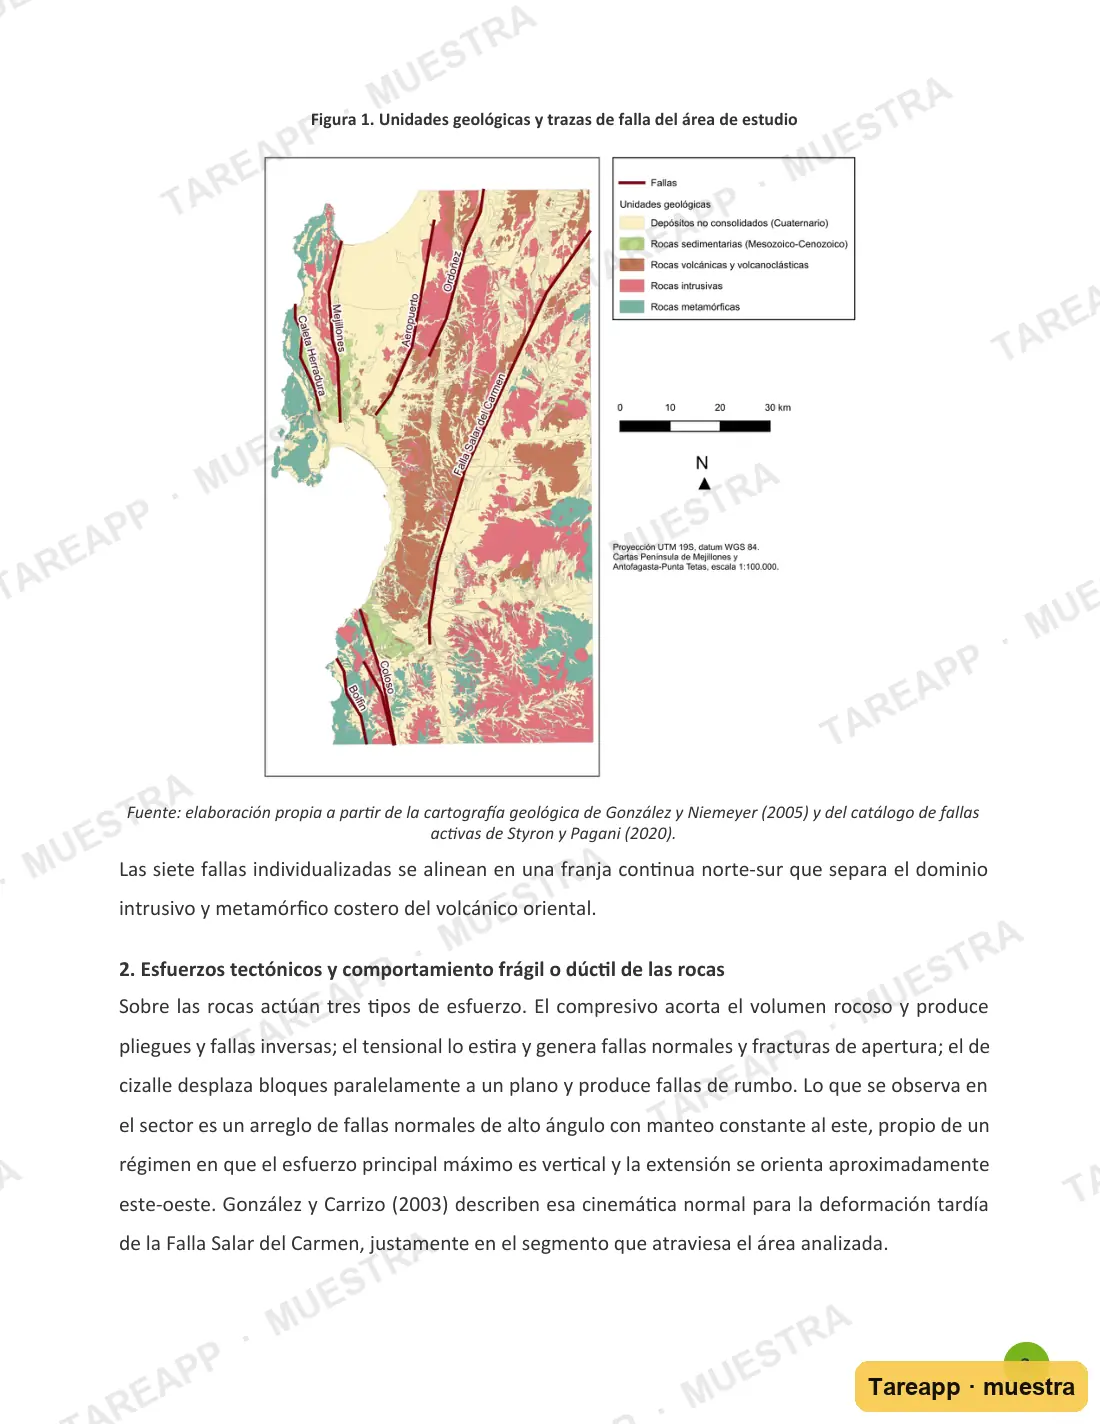 Figura 1. Unidades geológicas y trazas de falla del área de estudio
Fallas
Unidades geológicas
Depósitos no consolidados (Cuaternario)
Rocas sedimentarias (Mesozoico-Cenozoico)
Rocas volcánicas y volcanoclásticas
Rocas intrusivas
Rocas metamórficas
Caleta Herradura
Mejillones
Aeropuerto
Ordoñez
Falla Salar del Carmen
Coloso
Bolfin
0 10 20 30 km
N
Proyección UTM 19S, datum WGS 84.
Cartas Península de Mejillones y
Antofagasta-Punta Tetas, escala 1:100.000.
Fuente: elaboración propia a partir de la cartografía geológica de González y Niemeyer (2005) y del catálogo de fallas
activas de Styron y Pagani (2020).
Las siete fallas individualizadas se alinean en una franja continua norte-sur que separa el dominio
intrusivo y metamórfico costero del volcánico oriental.
2. Esfuerzos tectónicos y comportamiento frágil o dúctil de las rocas
Sobre las rocas actúan tres tipos de esfuerzo. El compresivo acorta el volumen rocoso y produce
pliegues y fallas inversas; el tensional lo estira y genera fallas normales y fracturas de apertura; el de
cizalle desplaza bloques paralelamente a un plano y produce fallas de rumbo. Lo que se observa en
el sector es un arreglo de fallas normales de alto ángulo con manteo constante al este, propio de un
régimen en que el esfuerzo principal máximo es vertical y la extensión se orienta aproximadamente
este-oeste. González y Carrizo (2003) describen esa cinemática normal para la deformación tardía
de la Falla Salar del Carmen, justamente en el segmento que atraviesa el área analizada.
Tareapp · muestra
TAREAPP · MUESTRA